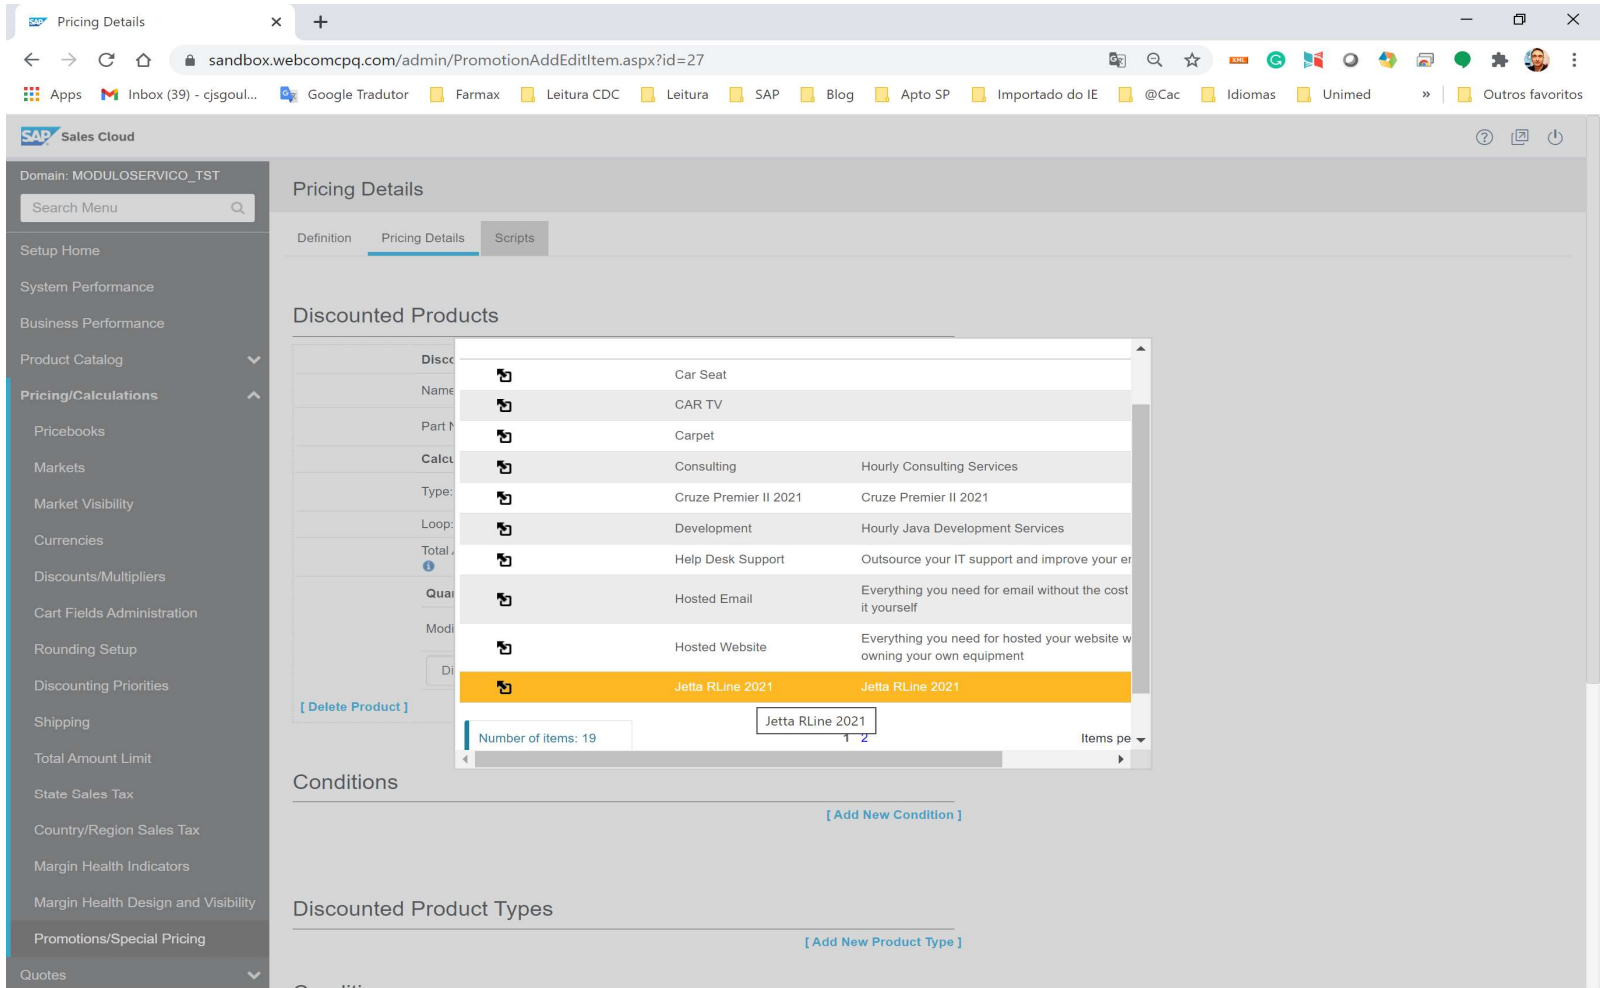 SAP Pricing Details
sandbox.webcomcpq.com/admin/PromotionAddEditItem.aspx?id=27
Apps Inbox (39) - cjsgoul... Google Tradutor Farmax Leitura CDC Leitura SAP Blog Apto SP Importado do IE @Cac Idiomas Unimed » Outros favoritos
SAP Sales Cloud
Domain: MODULOSERVICO_TST
Search Menu
Setup Home
System Performance
Business Performance
Product Catalog
Pricing/Calculations
Pricebooks
Markets
Market Visibility
Currencies
Discounts/Multipliers
Cart Fields Administration
Rounding Setup
Discounting Priorities
Shipping
Total Amount Limit
State Sales Tax
Country/Region Sales Tax
Margin Health Indicators
Margin Health Design and Visibility
Promotions/Special Pricing
Quotes
Pricing Details
Definition Pricing Details Scripts
Discounted Products
Disco
Name
Part N
Calcu
Type:
Loop:
Total
Quan
Modi
Di
[ Delete Product ]
Car Seat
CAR TV
Carpet
Consulting Hourly Consulting Services
Cruze Premier II 2021 Cruze Premier II 2021
Development Hourly Java Development Services
Help Desk Support Outsource your IT support and improve your er
Hosted Email Everything you need for email without the cost
it yourself
Hosted Website Everything you need for hosted your website w
owning your own equipment
Jetta RLine 2021 Jetta RLine 2021
Jetta RLine 2021
Number of items: 19 1 2 Items pe
Conditions
[ Add New Condition ]
Discounted Product Types
[ Add New Product Type ]